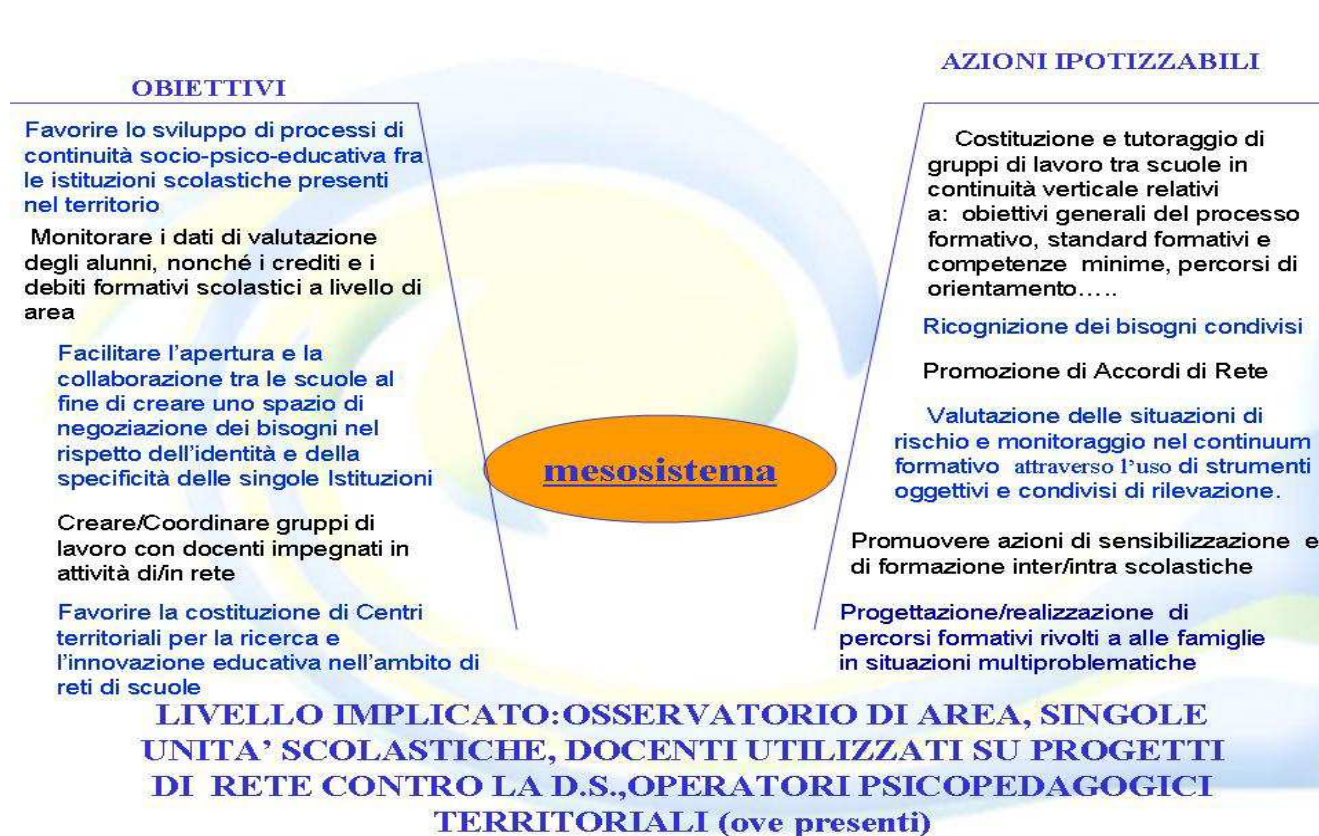 OBIETTIVI
Favorire lo sviluppo di processi di
continuità socio-psico-educativa fra
le istituzioni scolastiche presenti
nel territorio
Monitorare i dati di valutazione
degli alunni, nonché i crediti e i
debiti formativi scolastici a livello di
area
Facilitare l'apertura e la
collaborazione tra le scuole al
fine di creare uno spazio di
negoziazione dei bisogni nel
rispetto dell'identità e della
specificità delle singole Istituzioni
Creare/Coordinare gruppi di
lavoro con docenti impegnati in
attività di/in rete
Favorire la costituzione di Centri
territoriali per la ricerca e
l'innovazione educativa nell'ambito di
reti di scuole
mesosistema
AZIONI IPOTIZZABILI
Costituzione e tutoraggio di
gruppi di lavoro tra scuole in
continuità verticale relativi
a: obiettivi generali del processo
formativo, standard formativi e
competenze minime, percorsi di
orientamento…..
Ricognizione dei bisogni condivisi
Promozione di Accordi di Rete
Valutazione delle situazioni di
rischio e monitoraggio nel continuum
formativo attraverso l'uso di strumenti
oggettivi e condivisi di rilevazione.
Promuovere azioni di sensibilizzazione e
di formazione inter/intra scolastiche
Progettazione/realizzazione di
percorsi formativi rivolti a alle famiglie
in situazioni multiproblematiche
LIVELLO IMPLICATO:OSSERVATORIO DI AREA, SINGOLE
UNITA' SCOLASTICHE, DOCENTI UTILIZZATI SU PROGETTI
DI RETE CONTRO LA D.S.,OPERATORI PSICOPEDAGOGICI
TERRITORIALI (ove presenti)